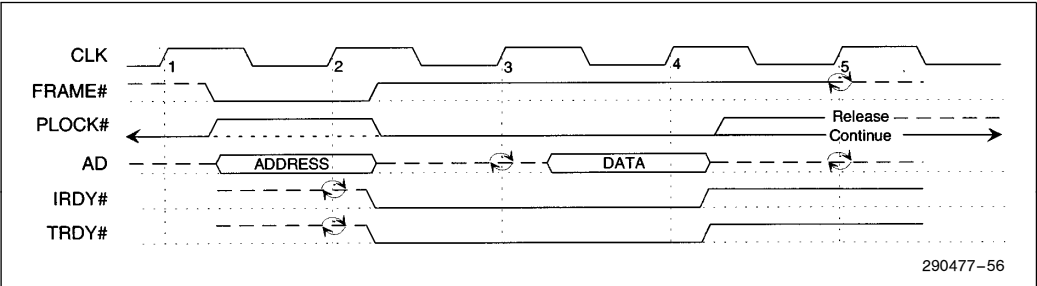 CLK
1 2 3 4 5
FRAME#
PLOCK#
Release
Continue
AD
ADDRESS
DATA
IRDY#
TRDY#
290477–56